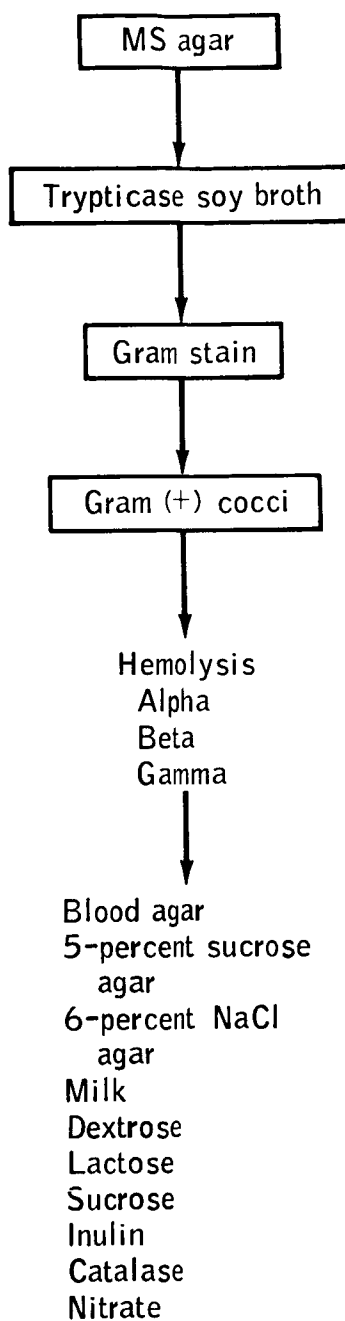 MS agar
Trypticase soy broth
Gram stain
Gram (+) cocci
Hemolysis
Alpha
Beta
Gamma
Blood agar
5-percent sucrose
agar
6-percent NaCl
agar
Milk
Dextrose
Lactose
Sucrose
Inulin
Catalase
Nitrate